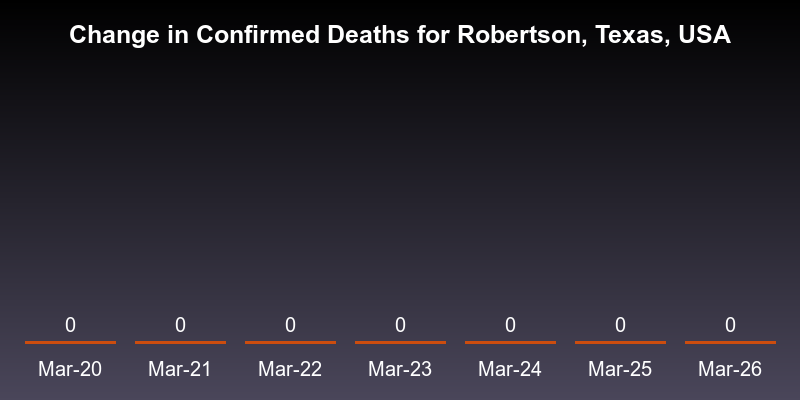 Change in Confirmed Deaths for Robertson, Texas, USA
0 0 0 0 0 0 0
Mar-20 Mar-21 Mar-22 Mar-23 Mar-24 Mar-25 Mar-26